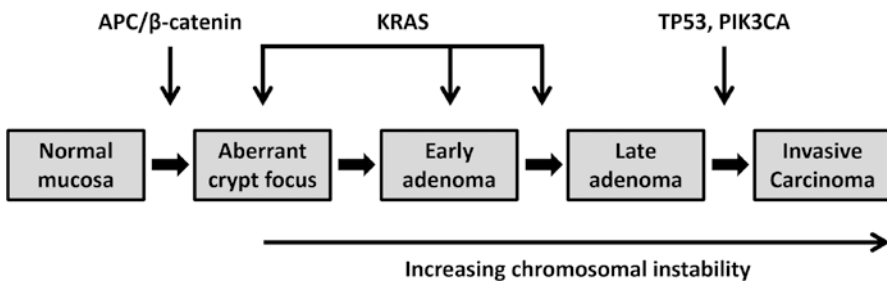 APC/β-catenin
KRAS
TP53, PIK3CA
Normal
mucosa
Aberrant
crypt focus
Early
adenoma
Late
adenoma
Invasive
Carcinoma
Increasing chromosomal instability